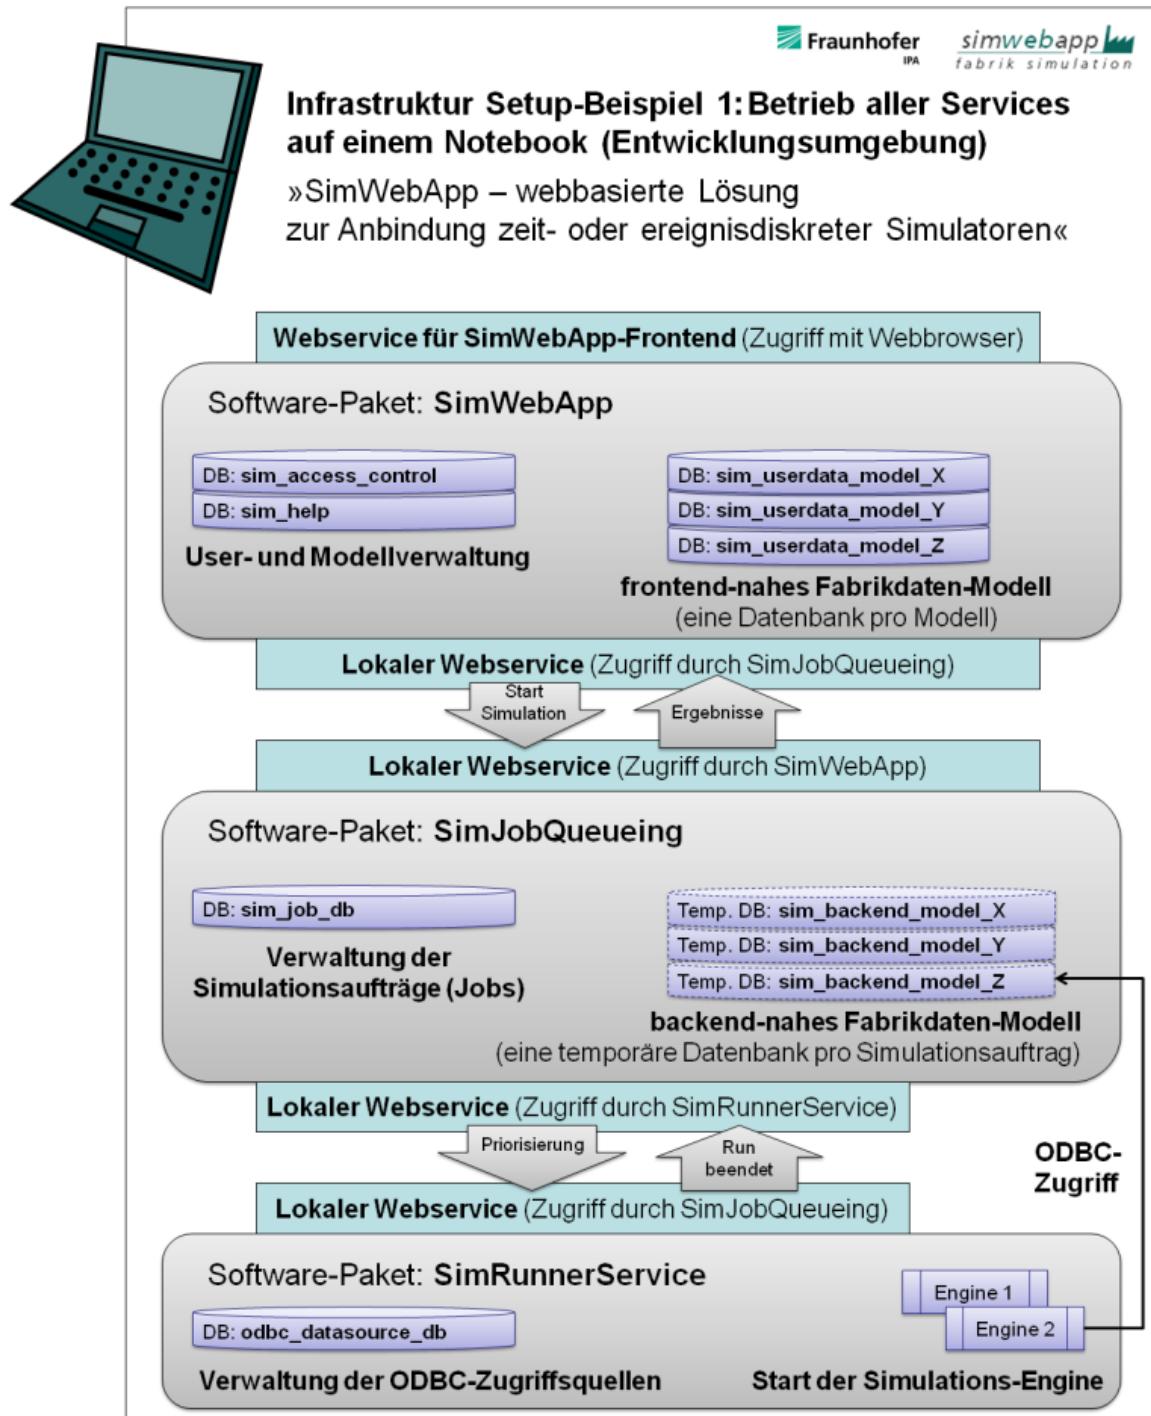 Fraunhofer
IPA
simwebapp
fabrik simulation
Infrastruktur Setup-Beispiel 1: Betrieb aller Services
auf einem Notebook (Entwicklungsumgebung)
»SimWebApp – webbasierte Lösung
zur Anbindung zeit- oder ereignisdiskreter Simulatoren«
Webservice für SimWebApp-Frontend (Zugriff mit Webbrowser)
Software-Paket: SimWebApp
DB: sim_access_control
DB: sim_help
User- und Modellverwaltung
DB: sim_userdata_model_X
DB: sim_userdata_model_Y
DB: sim_userdata_model_Z
frontend-nahes Fabrikdaten-Modell
(eine Datenbank pro Modell)
Lokaler Webservice (Zugriff durch SimJobQueueing)
Start
Simulation
Ergebnisse
Lokaler Webservice (Zugriff durch SimWebApp)
Software-Paket: SimJobQueueing
DB: sim_job_db
Verwaltung der
Simulationsaufträge (Jobs)
Temp. DB: sim_backend_model_X
Temp. DB: sim_backend_model_Y
Temp. DB: sim_backend_model_Z
backend-nahes Fabrikdaten-Modell
(eine temporäre Datenbank pro Simulationsauftrag)
Lokaler Webservice (Zugriff durch SimRunnerService)
Priorisierung
Run
beendet
ODBC-
Zugriff
Lokaler Webservice (Zugriff durch SimJobQueueing)
Software-Paket: SimRunnerService
DB: odbc_datasource_db
Verwaltung der ODBC-Zugriffsquellen
Engine 1
Engine 2
Start der Simulations-Engine